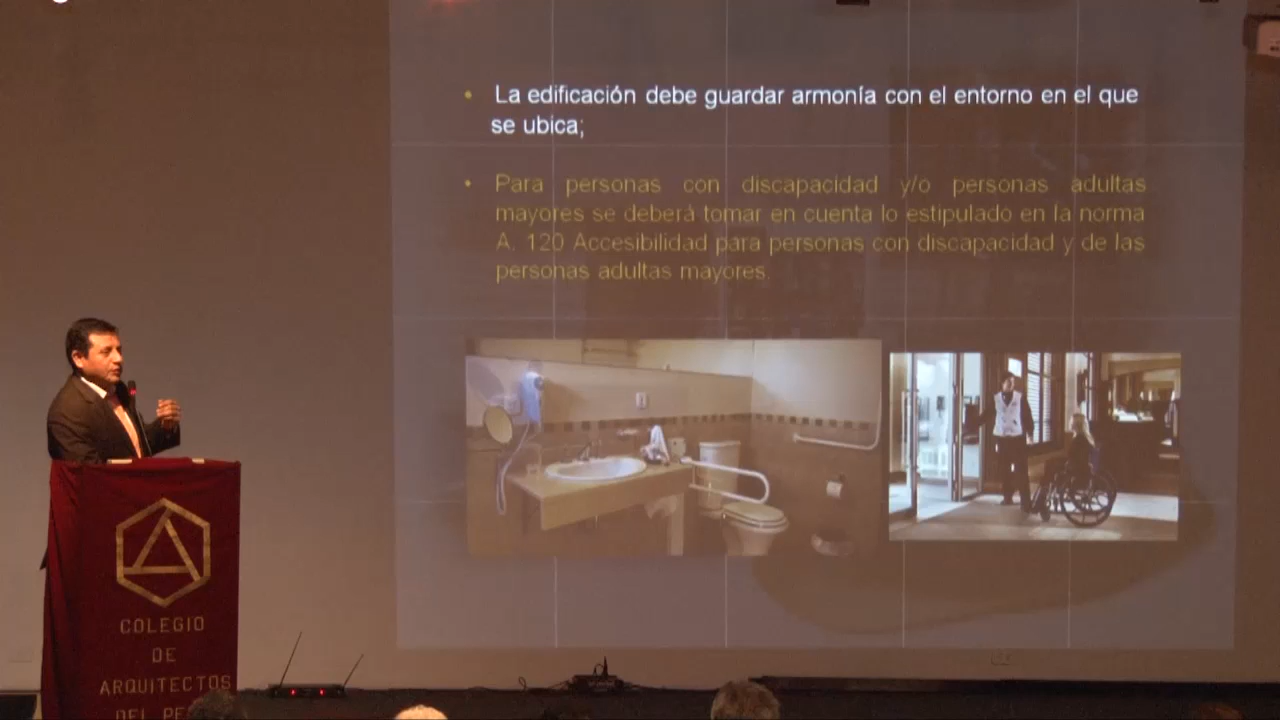 • La edificación debe guardar armonía con el entorno en el que
se ubica;
• Para personas con discapacidad y/o personas adultas
mayores se deberá tomar en cuenta lo estipulado en la norma
A. 120 Accesibilidad para personas con discapacidad y de las
personas adultas mayores.
COLEGIO
DE
ARQUITECTOS
DEL